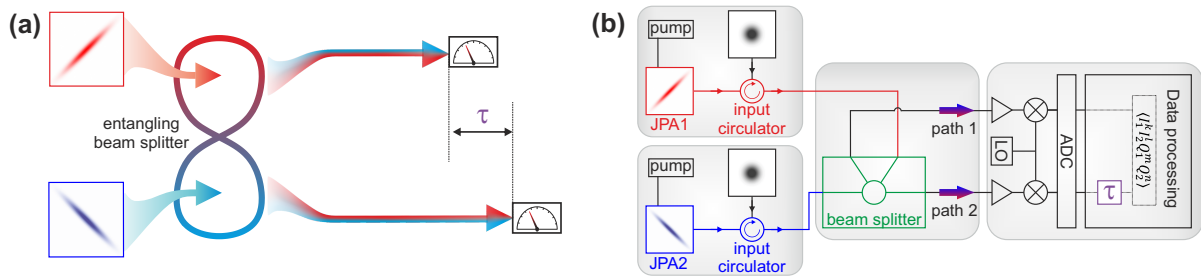 (a)
entangling
beam splitter
τ
(b)
pump
JPA1
input
circulator
pump
JPA2
input
circulator
beam splitter
path 1
path 2
LO
ADC
τ
⟨I₁ᵏI₂ˡQ₁ᵐQ₂ⁿ⟩
Data processing